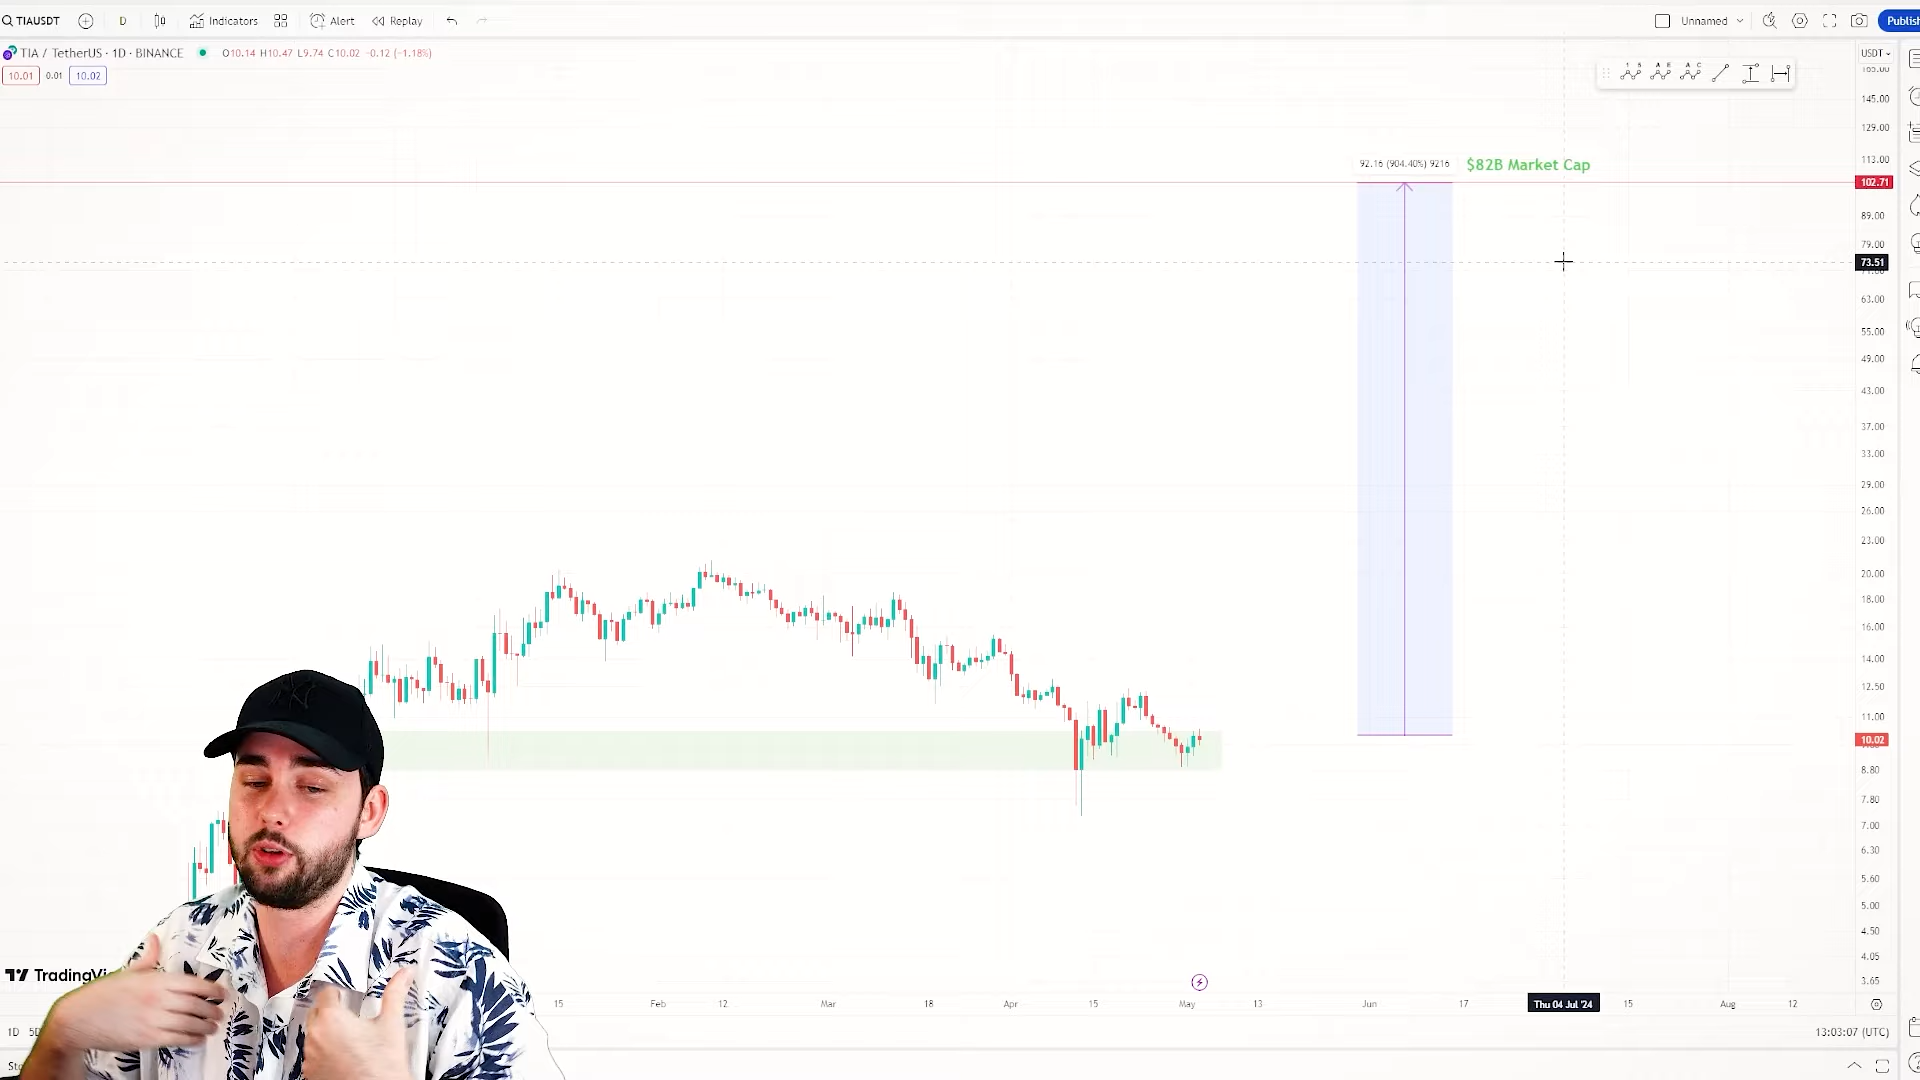 TIAUSDT
D
Indicators
Alert
Replay
Unnamed
Publish
TIA / TetherUS · 1D · BINANCE
O10.14 H10.47 L9.74 C10.02 -0.12 (-1.18%)
10.01
0.01
10.02
USDT
165.00
145.00
129.00
113.00
102.71
89.00
79.00
73.51
63.00
55.00
49.00
43.00
37.00
33.00
29.00
26.00
23.00
20.00
18.00
16.00
14.00
12.50
11.00
10.02
8.80
7.80
7.00
6.30
5.60
5.00
4.50
4.05
3.65
92.16 (904.40%) 9216
$82B Market Cap
TradingVi
15
Feb
12
Mar
18
Apr
15
May
13
Jun
17
Thu 04 Jul '24
15
Aug
12
1D
13:03:07 (UTC)